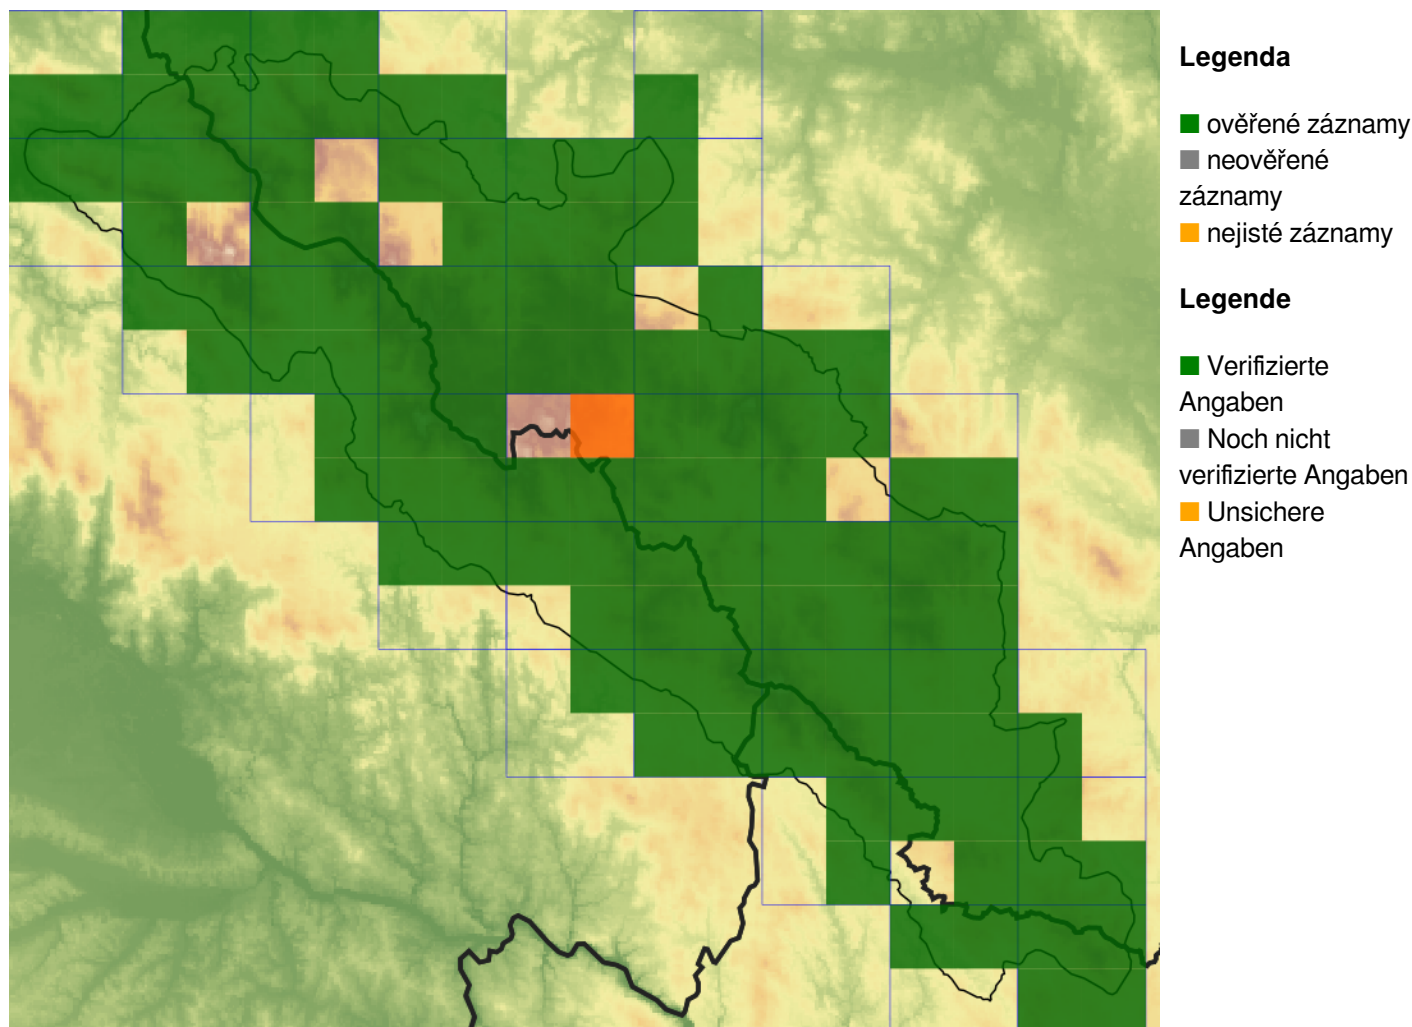 Legenda
ověřené záznamy
neověřené
záznamy
nejisté záznamy
Legende
Verifizierte
Angaben
Noch nicht
verifizierte Angaben
Unsichere
Angaben